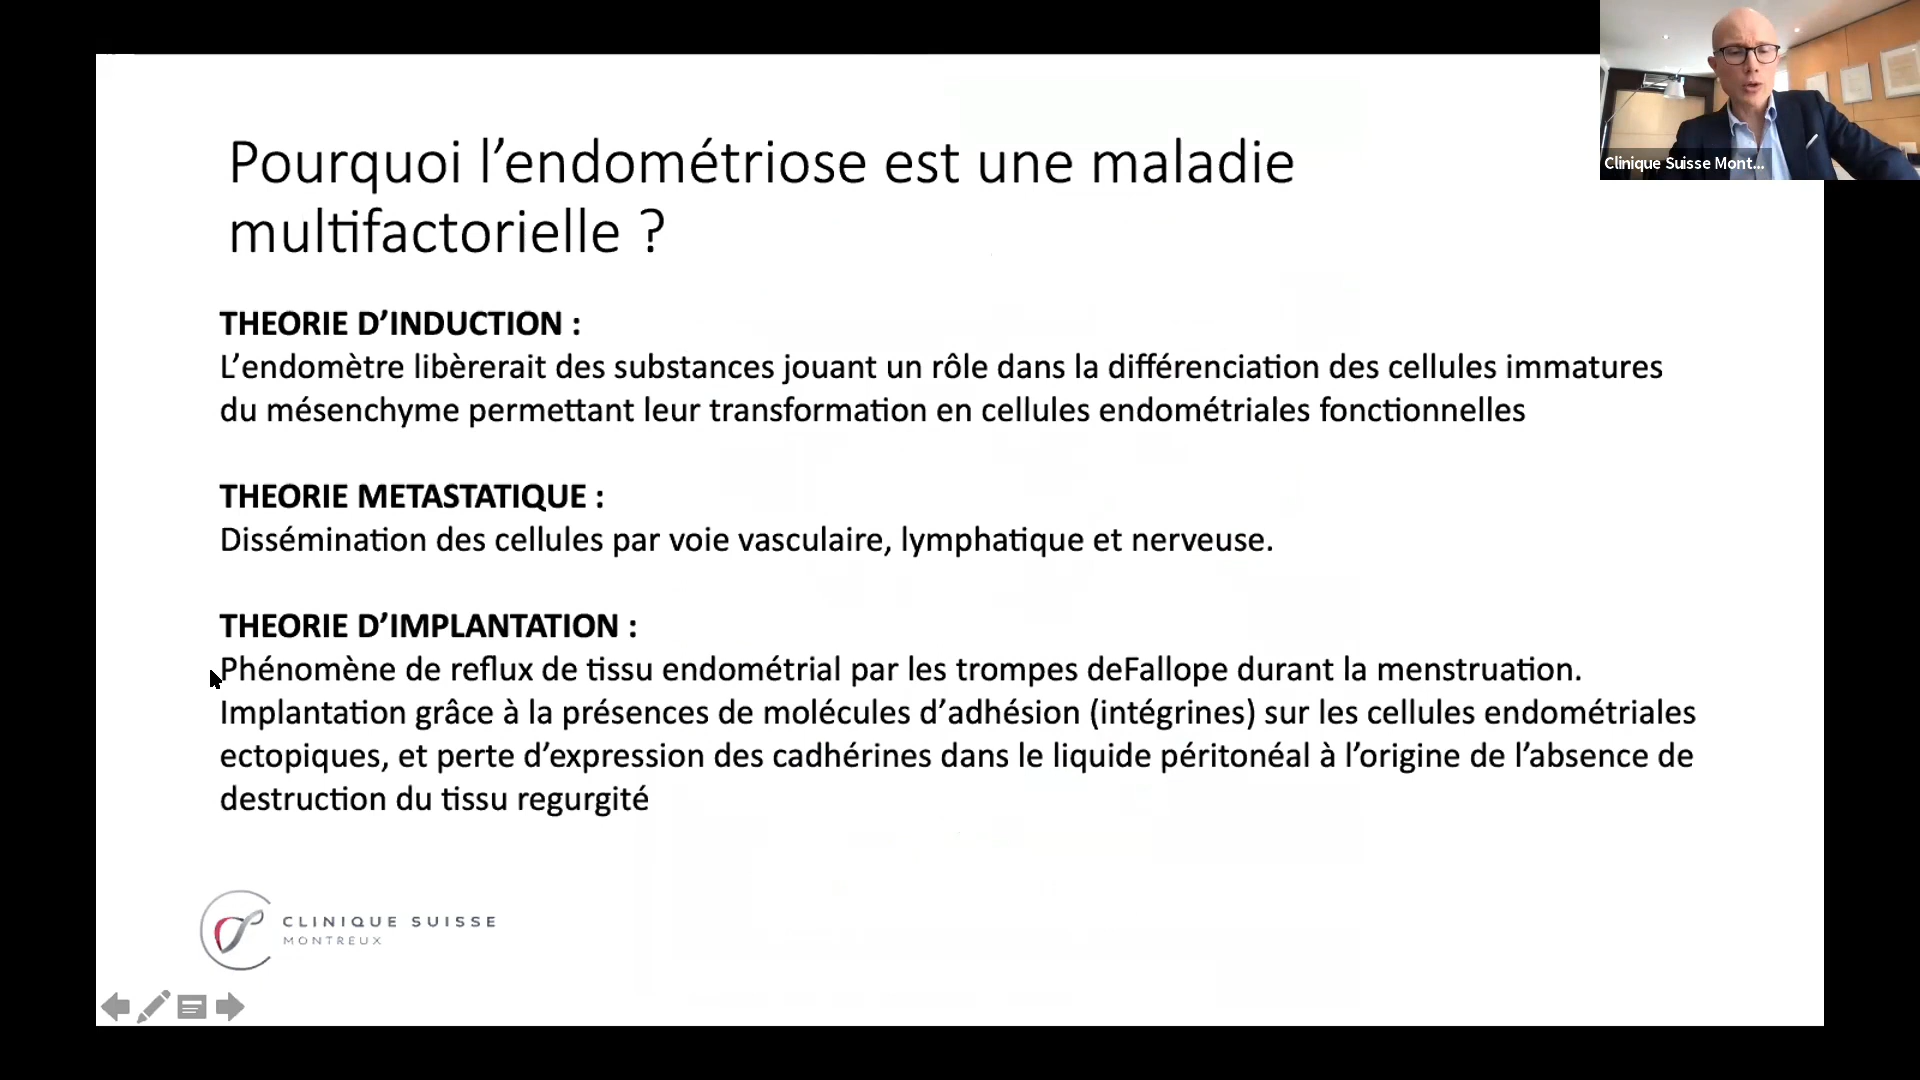 Pourquoi l’endométriose est une maladie
multifactorielle ?
Clinique Suisse Mont...
THEORIE D’INDUCTION :
L’endomètre libèrerait des substances jouant un rôle dans la différenciation des cellules immatures
du mésenchyme permettant leur transformation en cellules endométriales fonctionnelles
THEORIE METASTATIQUE :
Dissémination des cellules par voie vasculaire, lymphatique et nerveuse.
THEORIE D’IMPLANTATION :
Phénomène de reflux de tissu endométrial par les trompes deFallope durant la menstruation.
Implantation grâce à la présences de molécules d’adhésion (intégrines) sur les cellules endométriales
ectopiques, et perte d’expression des cadhérines dans le liquide péritonéal à l’origine de l’absence de
destruction du tissu regurgité
CLINIQUE SUISSE
MONTREUX